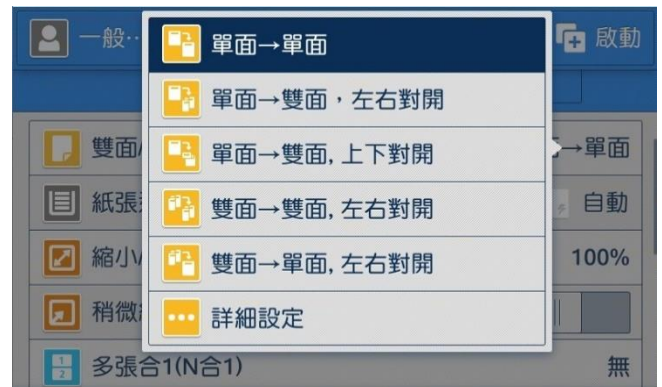 一般‥
單面→單面
啟動
單面→雙面，左右對開
雙面/
→單面
單面→雙面, 上下對開
紙張
自動
雙面→雙面, 左右對開
縮小/
100%
雙面→單面, 左右對開
稍微
詳細設定
多張合1(N合1)
無
1
2